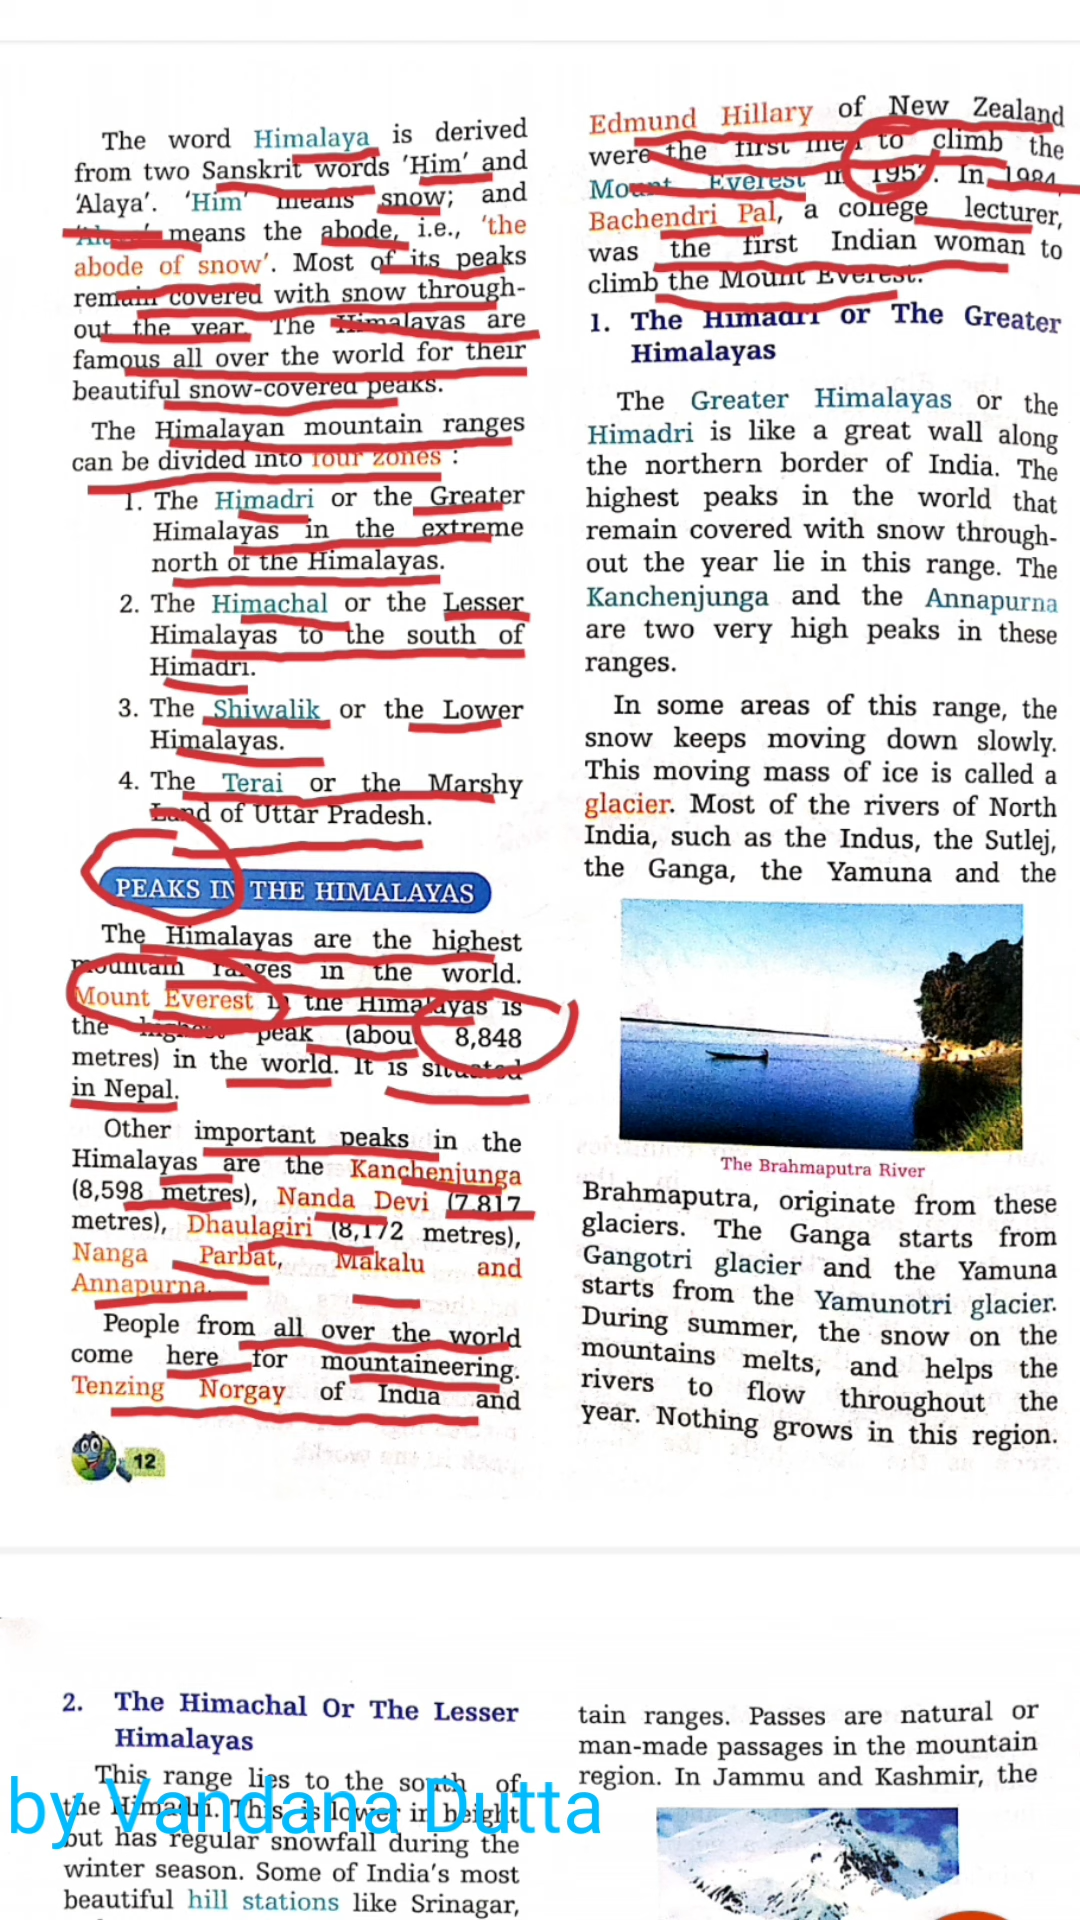 The word Himalaya is derived
from two Sanskrit words 'Him' and
'Alaya'. 'Him' means snow; and
means the abode, i.e., 'the
abode of snow'. Most of its peaks
remain covered with snow through-
out the year. The Himalayas are
famous all over the world for their
beautiful snow-covered peaks.
The Himalayan mountain ranges
can be divided into four zones :
1. The Himadri or the Greater
Himalayas in the extreme
north of the Himalayas.
2. The Himachal or the Lesser
Himalayas to the south of
Himadri.
3. The Shiwalik or the Lower
Himalayas.
4. The Terai or the Marshy
Land of Uttar Pradesh.
PEAKS IN THE HIMALAYAS
The Himalayas are the highest
mountain ranges in the world.
Mount Everest in the Himalayas is
the highest peak (about 8,848
metres) in the world. It is situated
in Nepal.
Other important peaks in the
Himalayas are the Kanchenjunga
(8,598 metres), Nanda Devi (7,817
metres), Dhaulagiri (8,172 metres),
Nanga Parbat, Makalu and
Annapurna.
People from all over the world
come here for mountaineering.
Tenzing Norgay of India and
12
Edmund Hillary of New Zealand
were the first men to climb the
Mount Everest in In 1984,
Bachendri Pal, a college lecturer,
was the first Indian woman to
climb the Mount Everest.
1. The Himadri or The Greater
Himalayas
The Greater Himalayas or the
Himadri is like a great wall along
the northern border of India. The
highest peaks in the world that
remain covered with snow through-
out the year lie in this range. The
Kanchenjunga and the Annapurna
are two very high peaks in these
ranges.
In some areas of this range, the
snow keeps moving down slowly.
This moving mass of ice is called a
glacier. Most of the rivers of North
India, such as the Indus, the Sutlej,
the Ganga, the Yamuna and the
The Brahmaputra River
Brahmaputra, originate from these
glaciers. The Ganga starts from
Gangotri glacier and the Yamuna
starts from the Yamunotri glacier.
During summer, the snow on the
mountains melts, and helps the
rivers to flow throughout the
year. Nothing grows in this region.
2. The Himachal Or The Lesser
Himalayas
This range lies to the south of
the Himadri. This is lower in height
but has regular snowfall during the
winter season. Some of India's most
beautiful hill stations like Srinagar,
by Vandana Dutta
tain ranges. Passes are natural or
man-made passages in the mountain
region. In Jammu and Kashmir, the